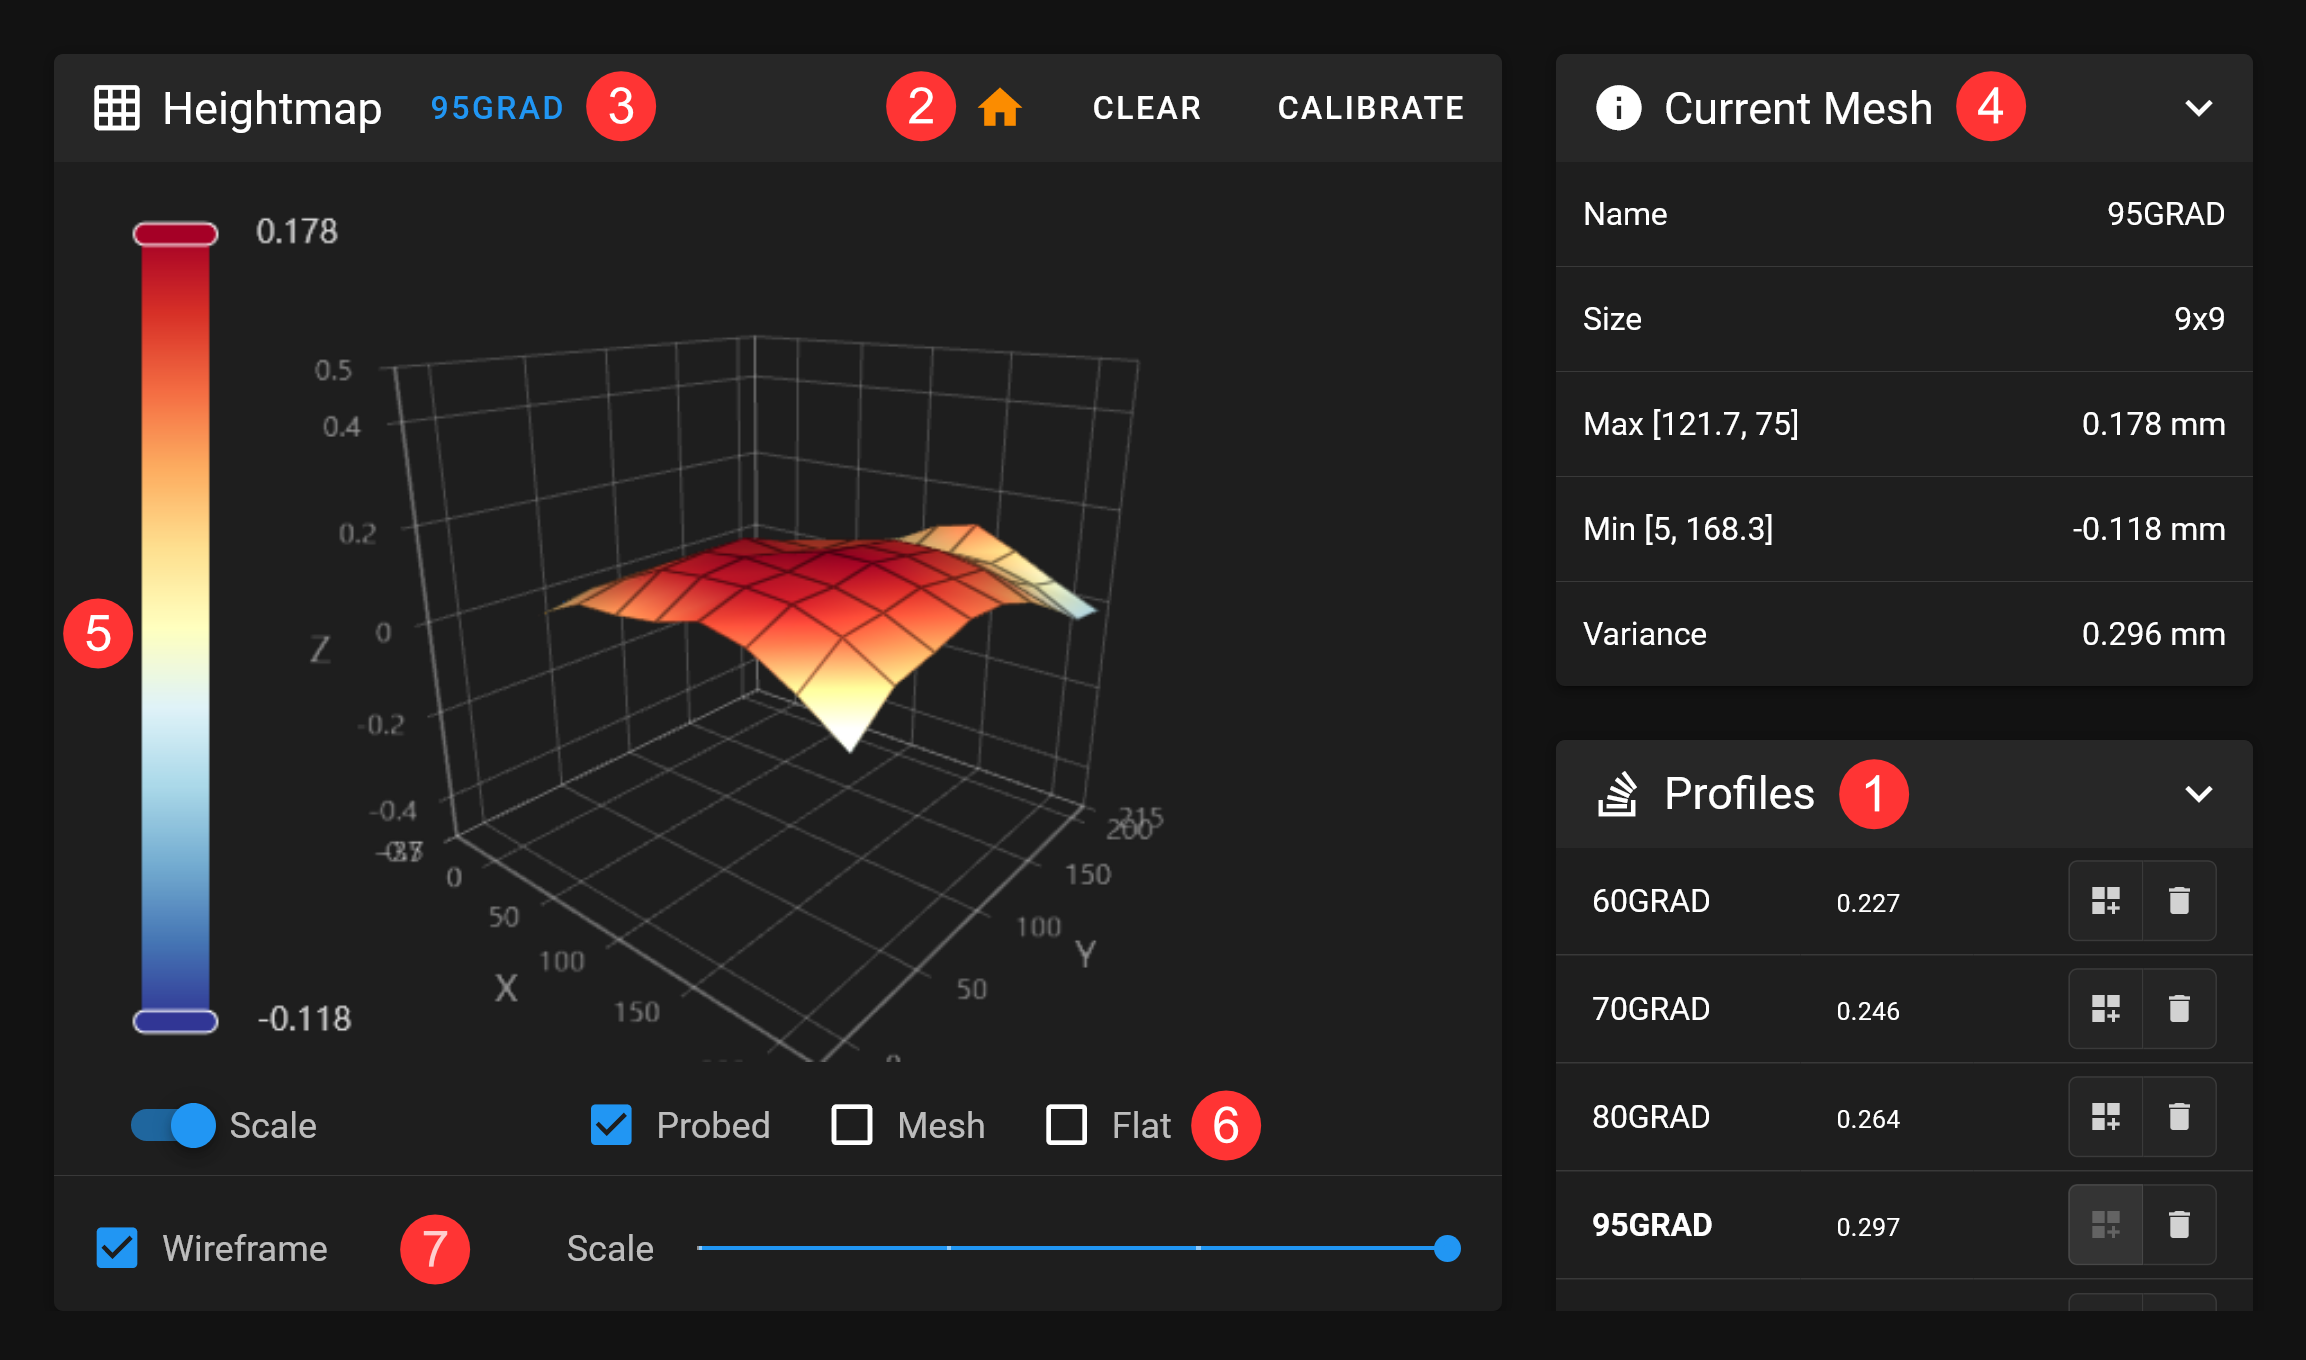 Heightmap 95GRAD 3 2 CLEAR CALIBRATE
0.178
0.5
0.4
0.2
0
Z
-0.2
-0.4
0
50
100
150
X
215
200
150
100
Y
50
5
-0.118
Scale Probed Mesh Flat 6
Wireframe 7 Scale
Current Mesh 4
Name 95GRAD
Size 9x9
Max [121.7, 75] 0.178 mm
Min [5, 168.3] -0.118 mm
Variance 0.296 mm
Profiles 1
60GRAD 0.227
70GRAD 0.246
80GRAD 0.264
95GRAD 0.297